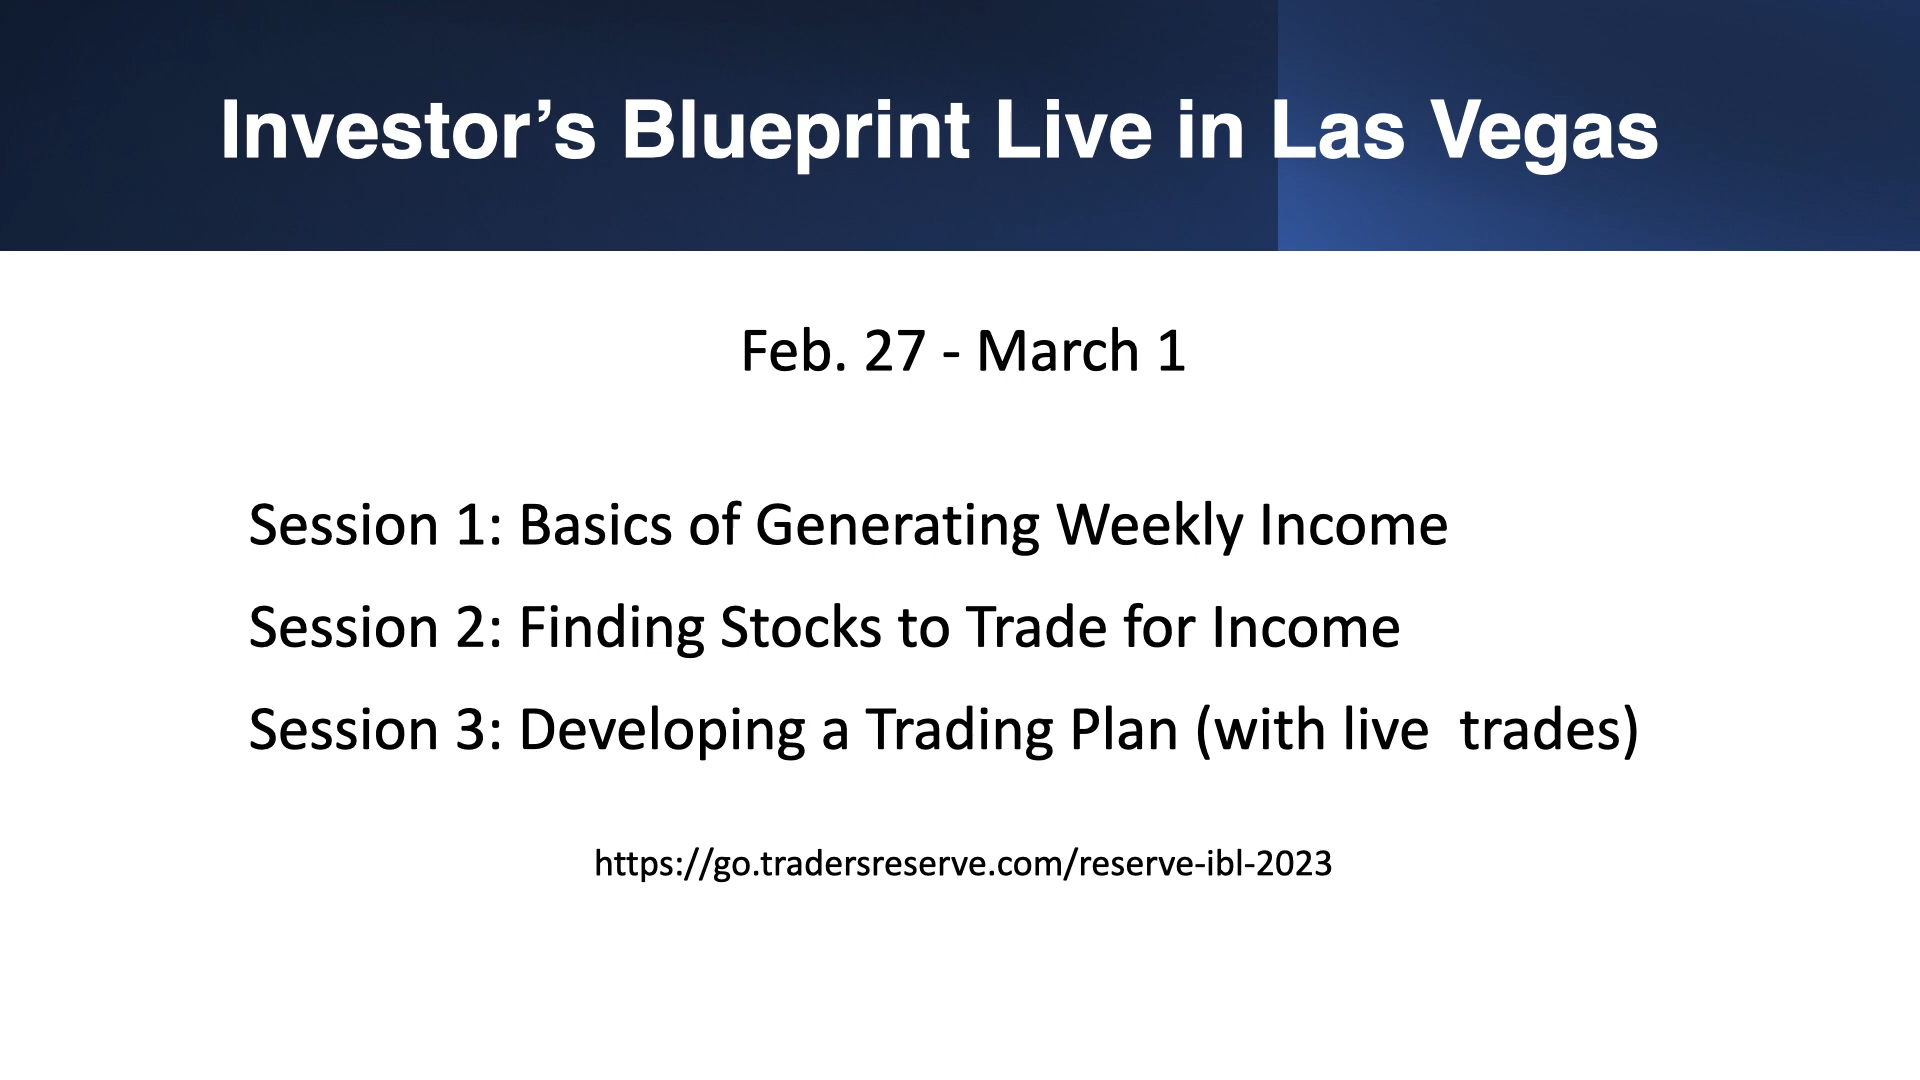 Investor’s Blueprint Live in Las Vegas
Feb. 27 - March 1
Session 1: Basics of Generating Weekly Income
Session 2: Finding Stocks to Trade for Income
Session 3: Developing a Trading Plan (with live  trades)
https://go.tradersreserve.com/reserve-ibl-2023